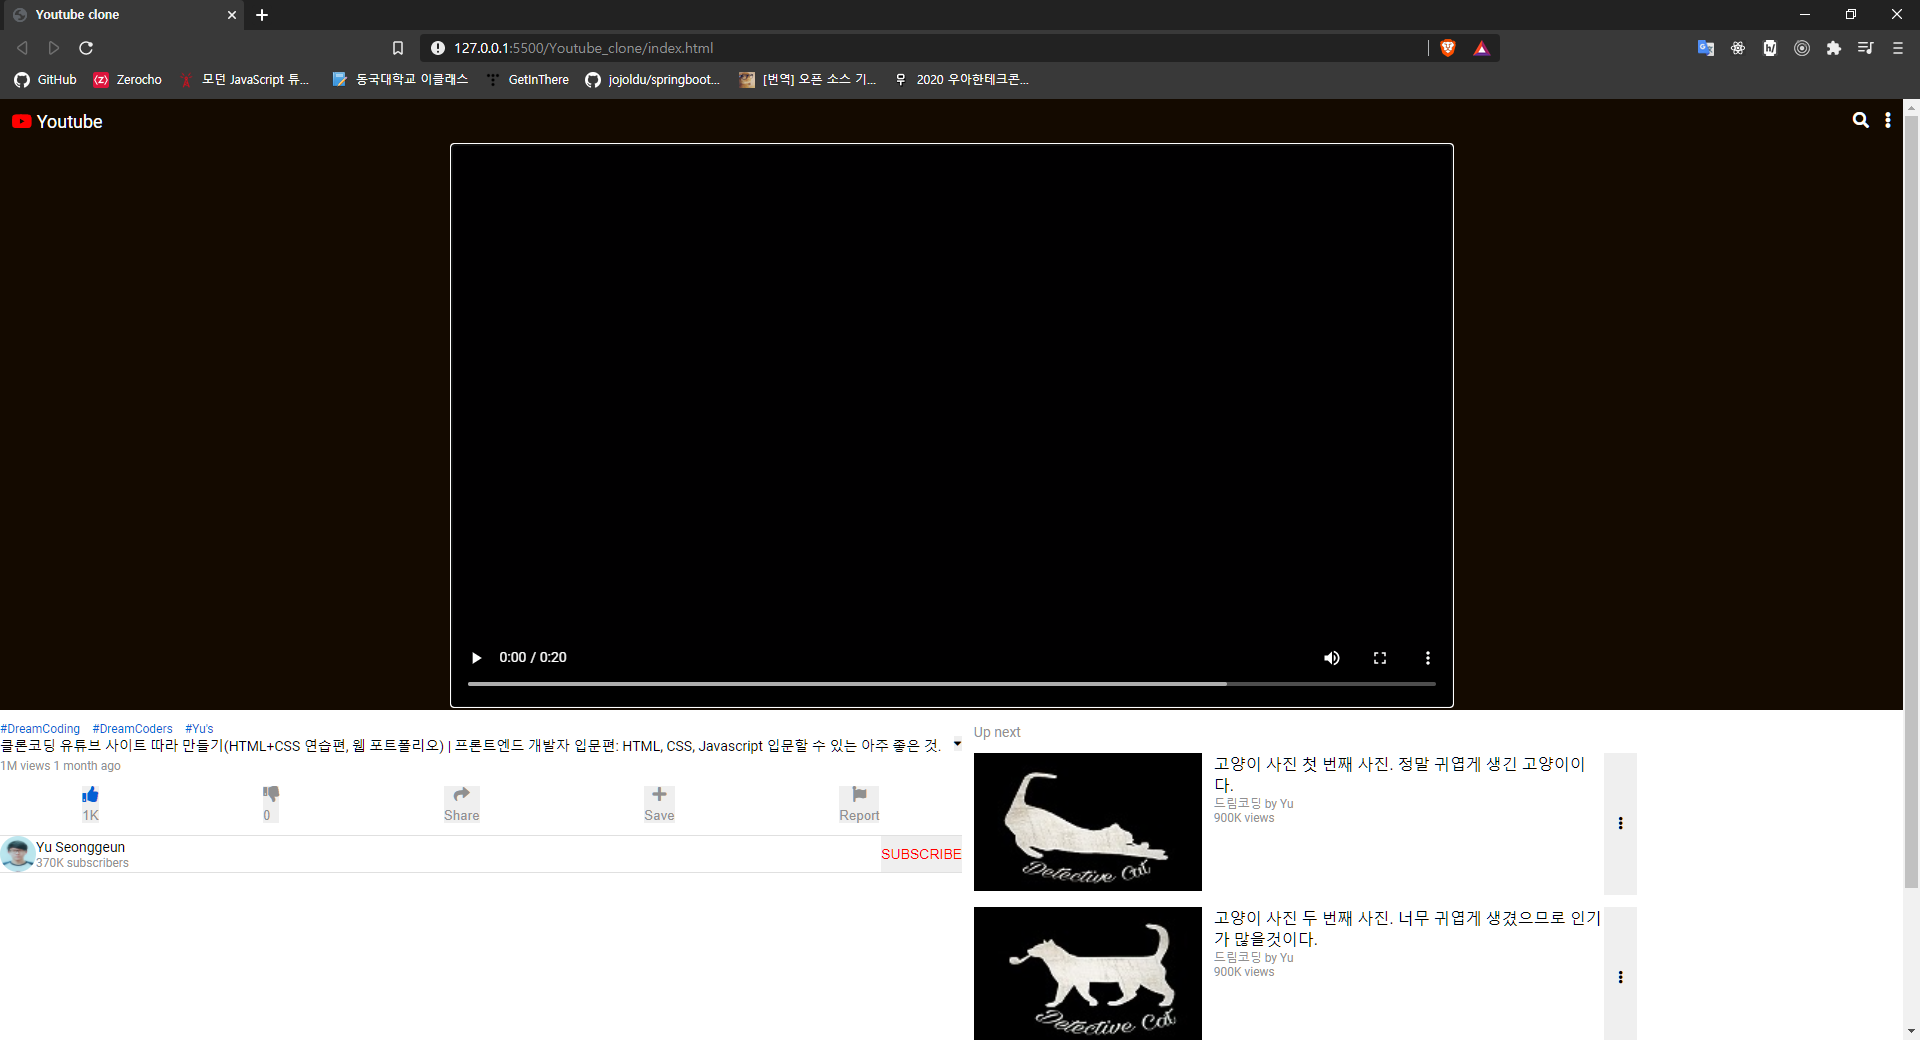 Youtube clone
127.0.0.1:5500/Youtube_clone/index.html
GitHub
Zerocho
모던 JavaScript 튜...
동국대학교 이클래스
GetInThere
jojoldu/springboot...
[번역] 오픈 소스 기...
2020 우아한테크콘...
Youtube
0:00 / 0:20
#DreamCoding #DreamCoders #Yu's
클론코딩 유튜브 사이트 따라 만들기(HTML+CSS 연습편, 웹 포트폴리오) | 프론트엔드 개발자 입문편: HTML, CSS, Javascript 입문할 수 있는 아주 좋은 것.
1M views 1 month ago
1K
0
Share
Save
Report
Yu Seonggeun
370K subscribers
SUBSCRIBE
Up next
Detective Cat
고양이 사진 첫 번째 사진. 정말 귀엽게 생긴 고양이이
다.
드림코딩 by Yu
900K views
Detective Cat
고양이 사진 두 번째 사진. 너무 귀엽게 생겼으므로 인기
가 많을것이다.
드림코딩 by Yu
900K views